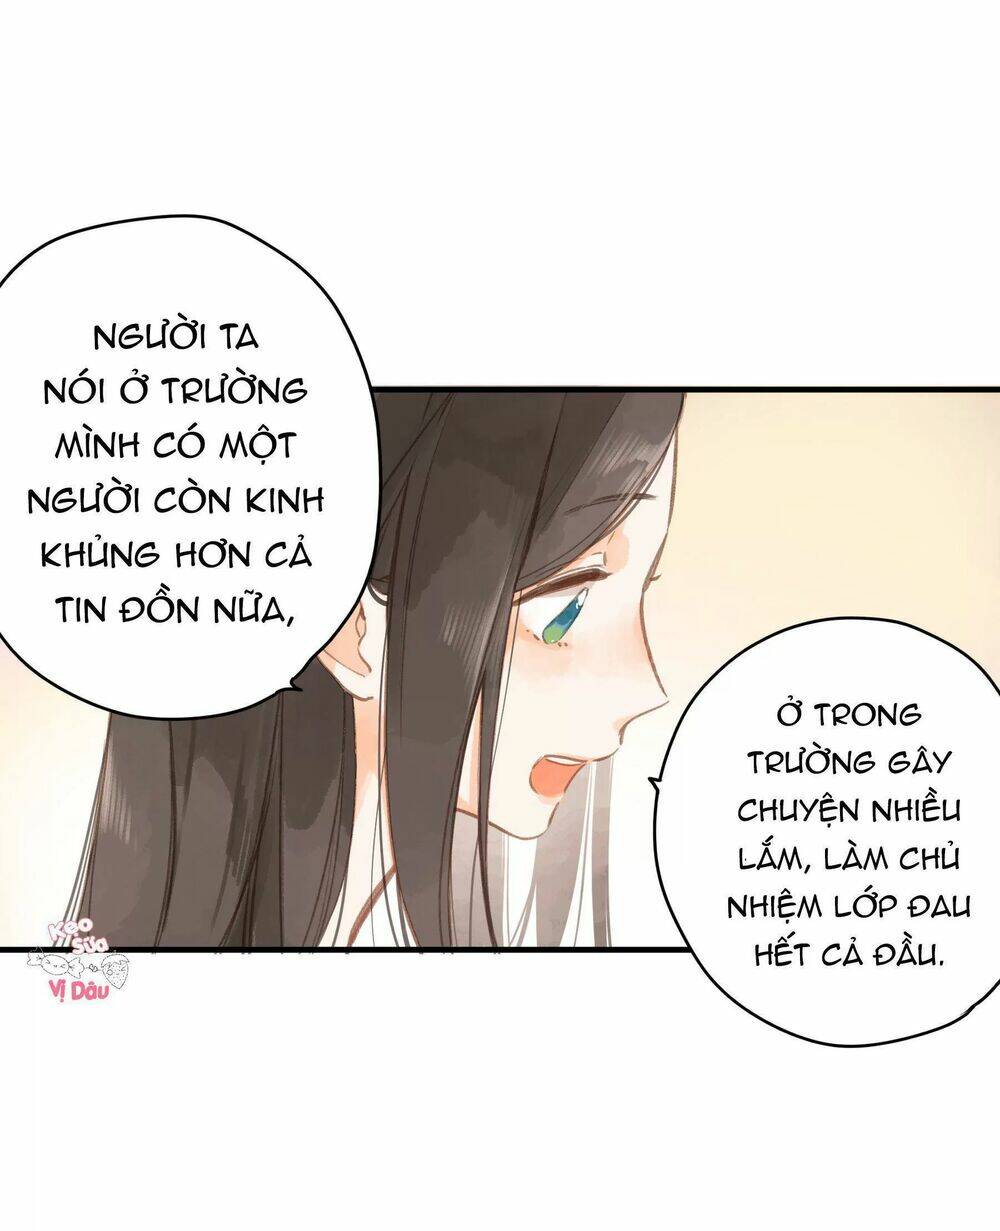 NGƯỜI TA
NÓI Ở TRƯỜNG
MÌNH CÓ MỘT
NGƯỜI CÒN KINH
KHỦNG HƠN CẢ
TIN ĐỒN NỮA,
Ở TRONG
TRƯỜNG GÂY
CHUYỆN NHIỀU
LẮM, LÀM CHỦ
NHIỆM LỚP ĐAU
HẾT CẢ ĐẦU.
Kẹo
Sữa
Vị Dâu